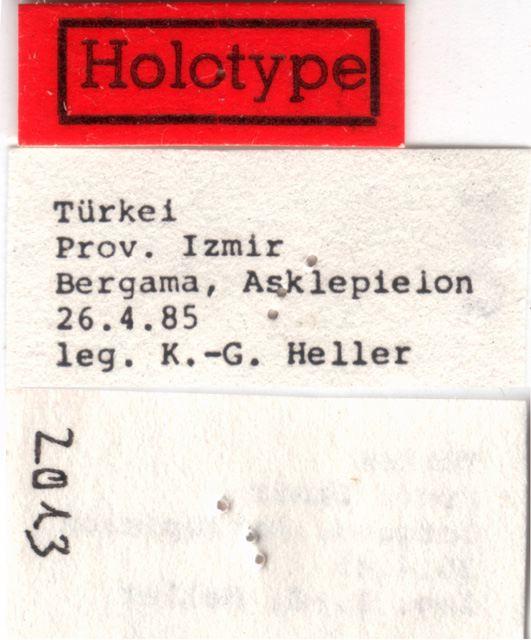 Holotype
Türkei
Prov. Izmir
Bergama, Asklepieion
26.4.85
leg. K.-G. Heller
2013